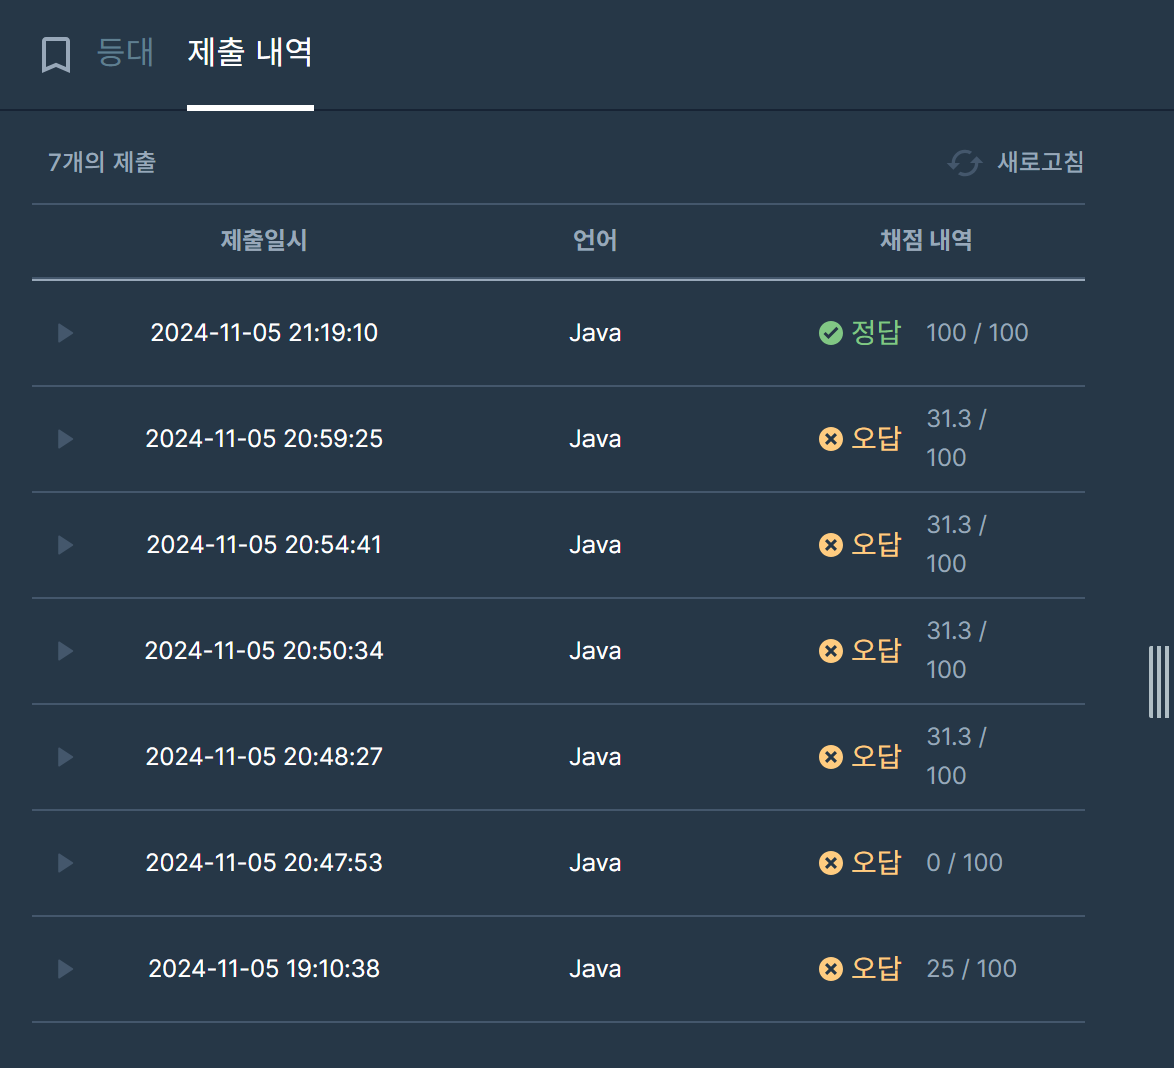 등대 제출 내역
7개의 제출 새로고침
제출일시 언어 채점 내역
2024-11-05 21:19:10 Java 정답 100 / 100
2024-11-05 20:59:25 Java 오답 31.3 /
100
2024-11-05 20:54:41 Java 오답 31.3 /
100
2024-11-05 20:50:34 Java 오답 31.3 /
100
2024-11-05 20:48:27 Java 오답 31.3 /
100
2024-11-05 20:47:53 Java 오답 0 / 100
2024-11-05 19:10:38 Java 오답 25 / 100